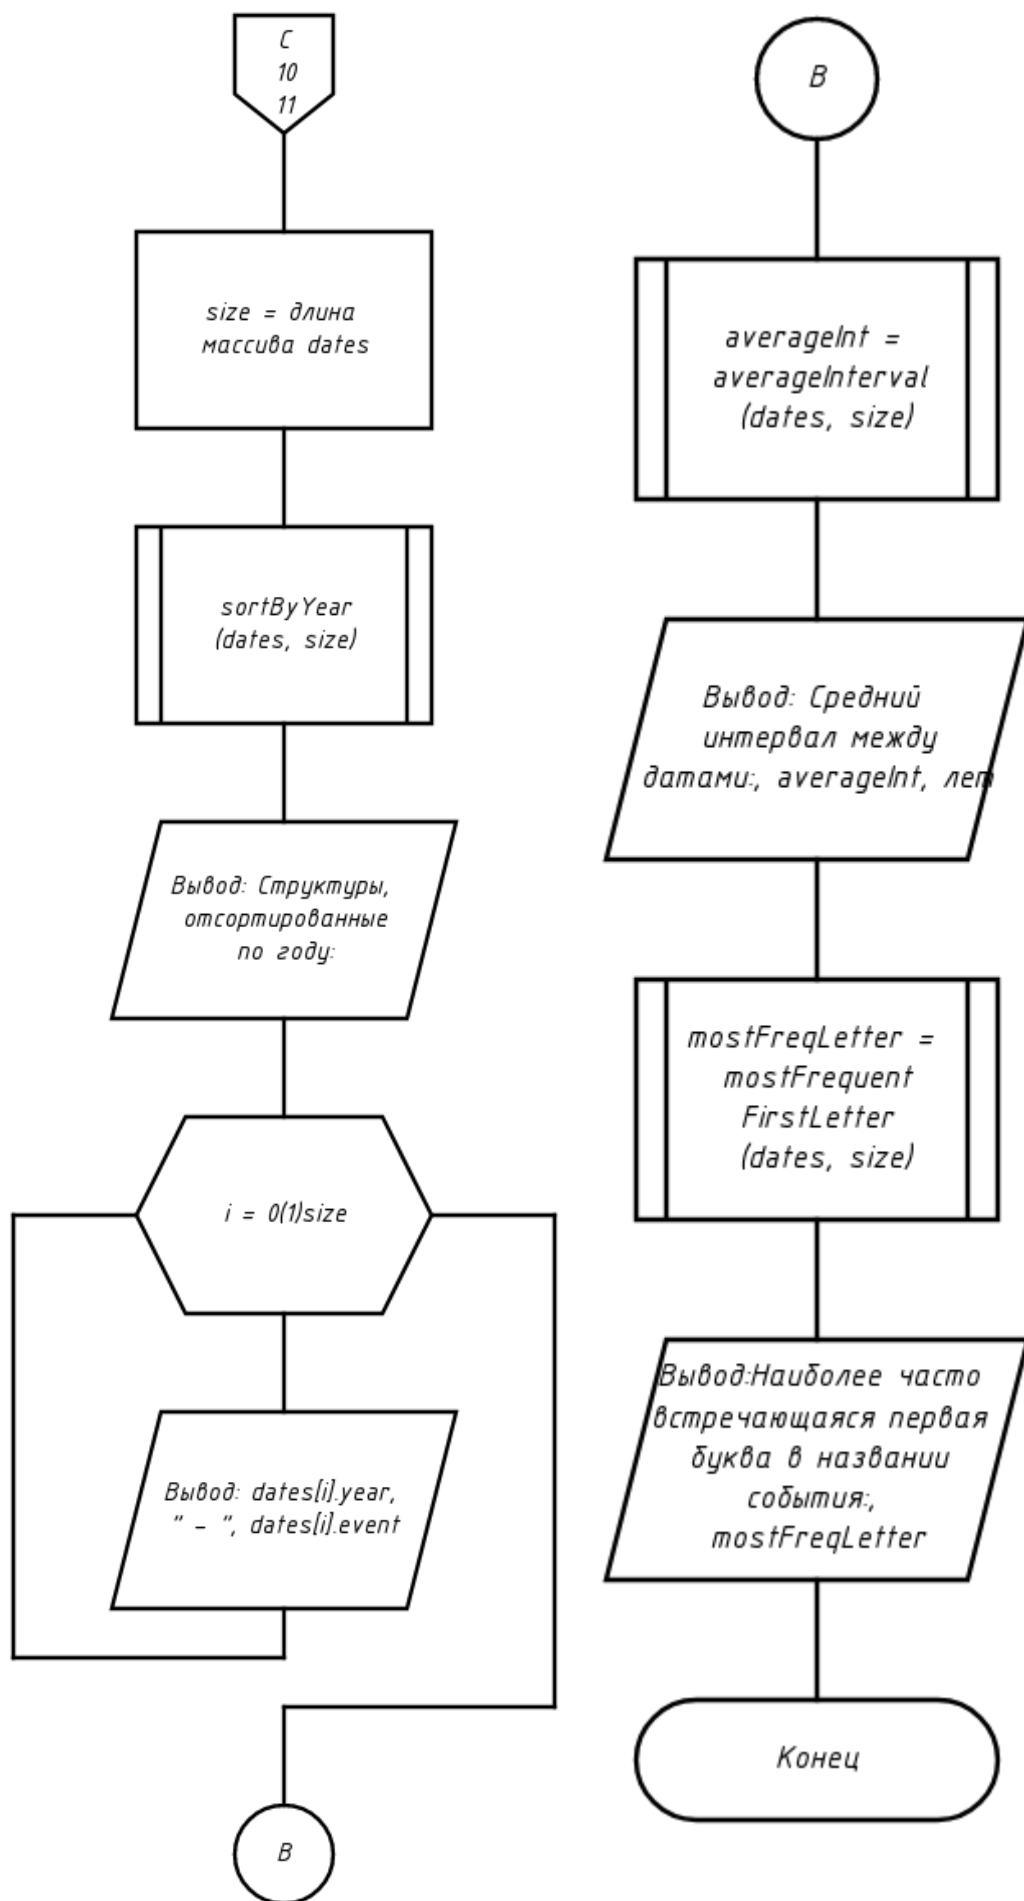 C
10
11
size = длина
массива dates
sortByYear
(dates, size)
Вывод: Структуры,
отсортированные
по году:
i = 0(1)size
Вывод: dates[i].year,
" - ", dates[i].event
B
B
averageInt =
averageInterval
(dates, size)
Вывод: Средний
интервал между
датами:, averageInt, лет
mostFreqLetter =
mostFrequent
FirstLetter
(dates, size)
Вывод:Наиболее часто
встречающаяся первая
буква в названии
события:,
mostFreqLetter
Конец